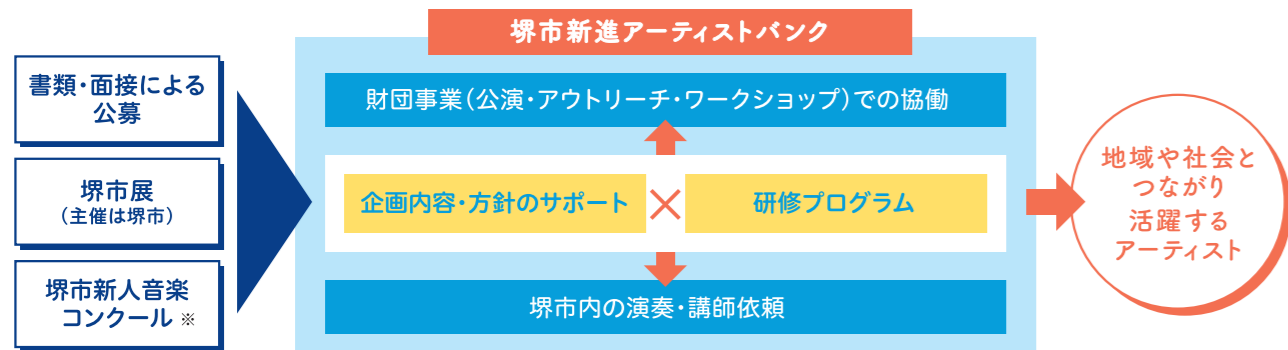 堺市新進アーティストバンク
書類・面接による
公募
堺市展
（主催は堺市）
堺市新人音楽
コンクール ※
財団事業（公演・アウトリーチ・ワークショップ）での協働
企画内容・方針のサポート
×
研修プログラム
堺市内の演奏・講師依頼
地域や社会と
つながり
活躍する
アーティスト